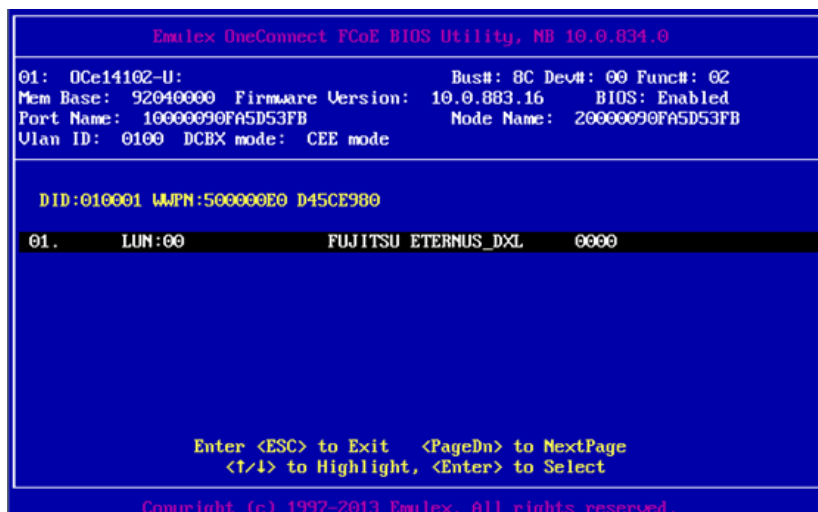 Emulex OneConnect FCoE BIOS Utility, NB 10.0.834.0
01: OCe14102-U: Bus#: 8C Dev#: 00 Func#: 02
Mem Base: 92040000 Firmware Version: 10.0.883.16 BIOS: Enabled
Port Name: 10000090FA5D53FB Node Name: 20000090FA5D53FB
Vlan ID: 0100 DCBX mode: CEE mode
DID:010001 WWPN:500000E0 D45CE980
01. LUN:00 FUJITSU ETERNUS_DXL 0000
Enter <ESC> to Exit <PageDn> to NextPage
<↑/↓> to Highlight, <Enter> to Select
Copyright (c) 1997-2013 Emulex. All rights reserved.